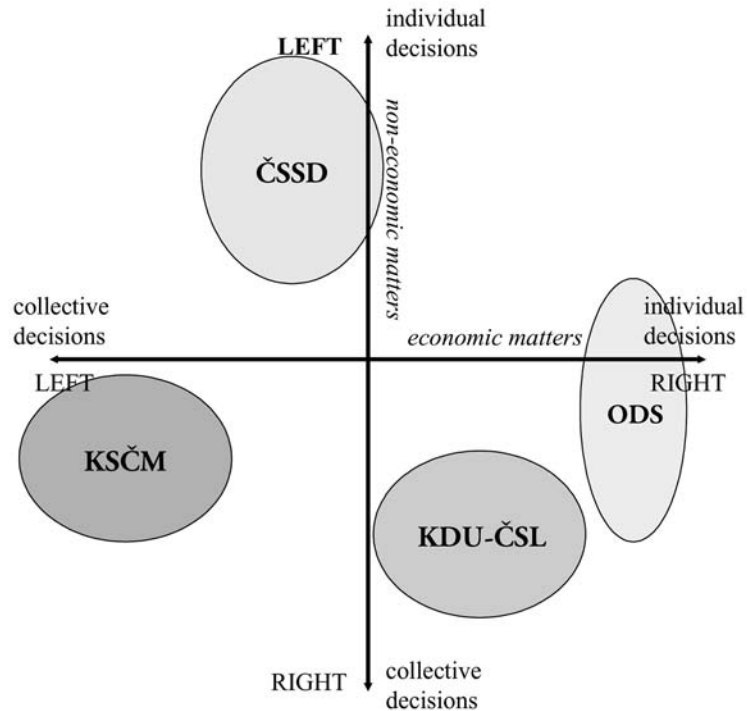 individual
decisions
LEFT
non-economic matters
ČSSD
collective
decisions
individual
decisions
economic matters
LEFT
RIGHT
ODS
KSČM
KDU-ČSL
RIGHT
collective
decisions